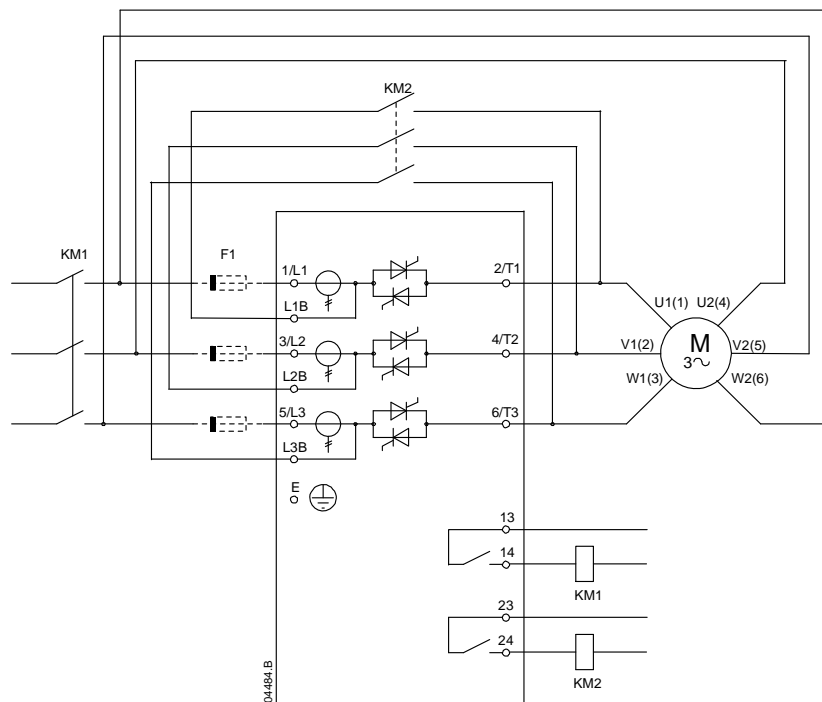 KM2
KM1
F1
1/L1
2/T1
L1B
U1(1) U2(4)
3/L2
4/T2
V1(2)
M
3~
V2(5)
L2B
W1(3)
W2(6)
5/L3
6/T3
L3B
E
13
14
KM1
23
24
KM2
04484.B